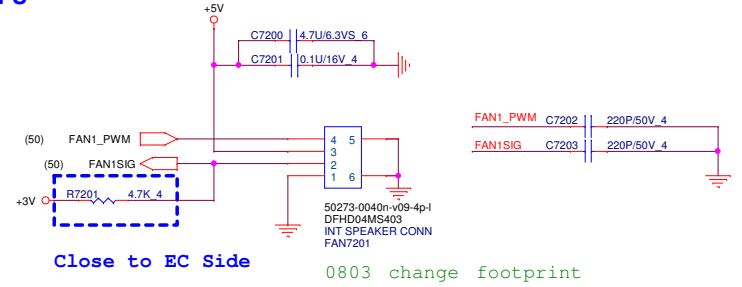 +5V
C7200 4.7U/6.3VS_6
C7201 0.1U/16V_4
FAN1_PWM C7202 220P/50V_4
FAN1SIG C7203 220P/50V_4
(50) FAN1_PWM
(50) FAN1SIG
4 5
3
2
1 6
+3V R7201 4.7K_4
50273-0040n-v09-4p-l
DFHD04MS403
INT SPEAKER CONN
FAN7201
Close to EC Side
0803 change footprint